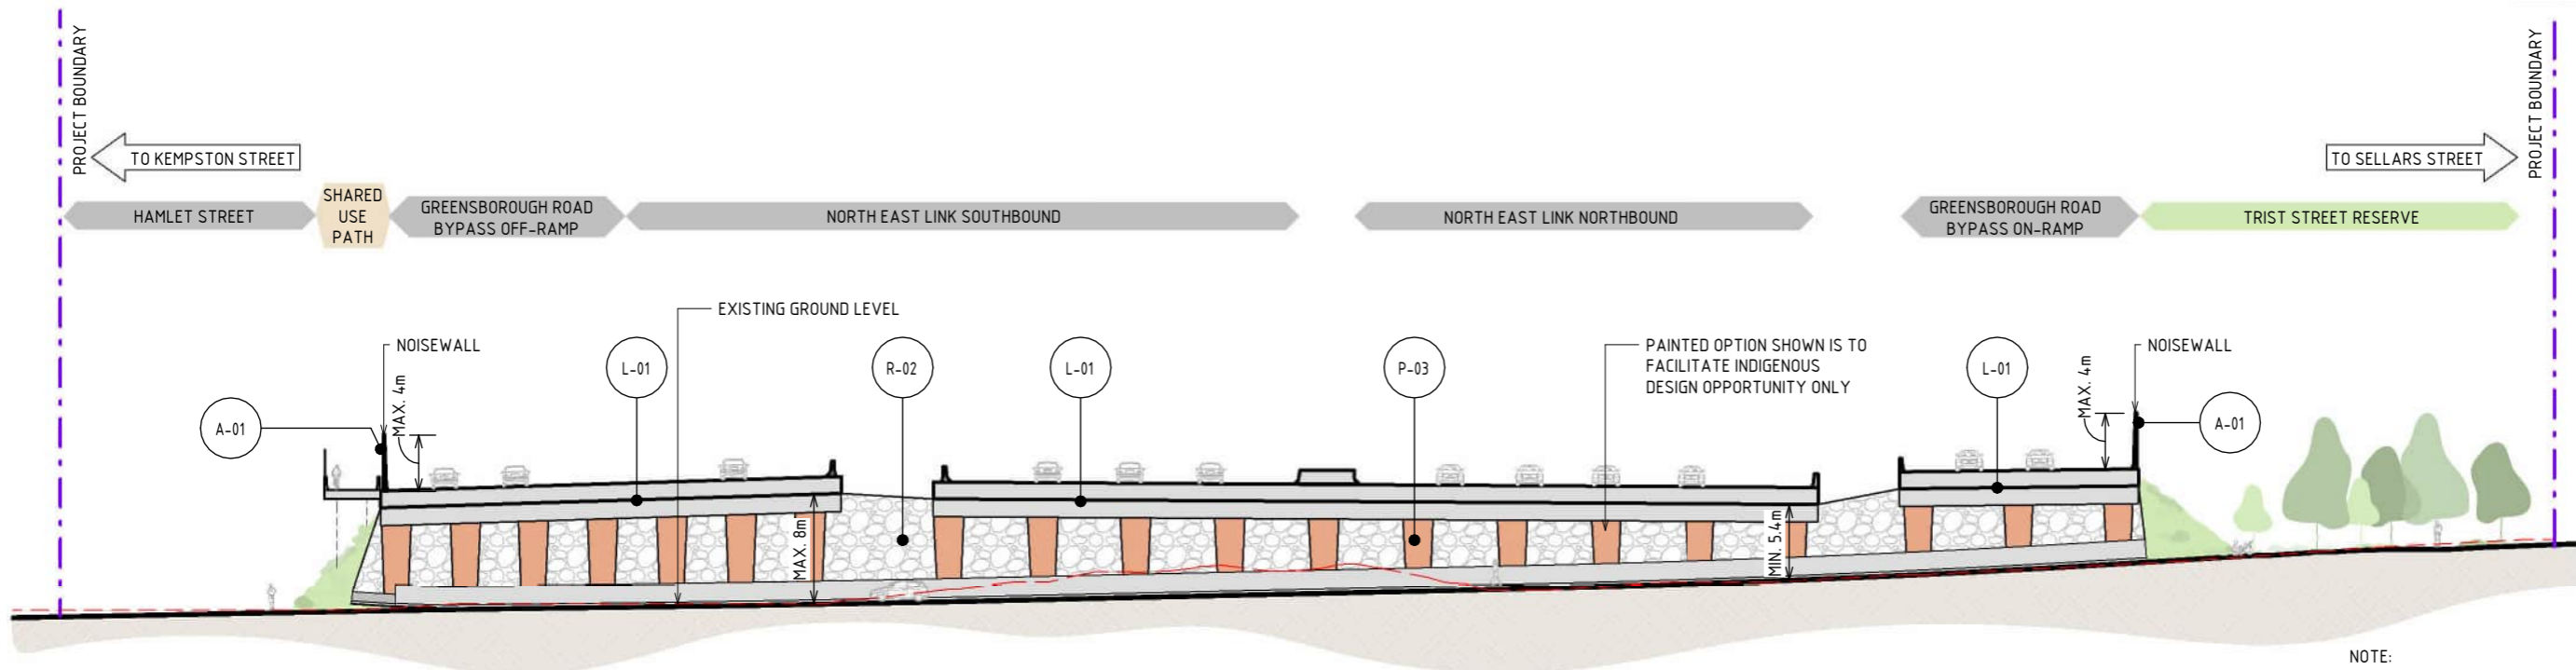 PROJECT BOUNDARY
PROJECT BOUNDARY
TO KEMPSTON STREET
TO SELLARS STREET
HAMLET STREET
SHARED
USE
PATH
GREENSBOROUGH ROAD
BYPASS OFF-RAMP
NORTH EAST LINK SOUTHBOUND
NORTH EAST LINK NORTHBOUND
GREENSBOROUGH ROAD
BYPASS ON-RAMP
TRIST STREET RESERVE
EXISTING GROUND LEVEL
NOISEWALL
L-01
R-02
L-01
P-03
PAINTED OPTION SHOWN IS TO
FACILITATE INDIGENOUS
DESIGN OPPORTUNITY ONLY
L-01
NOISEWALL
A-01
MAX. 4m
MAX. 4m
A-01
MAX. 8m
MIN. 5.4m
NOTE: